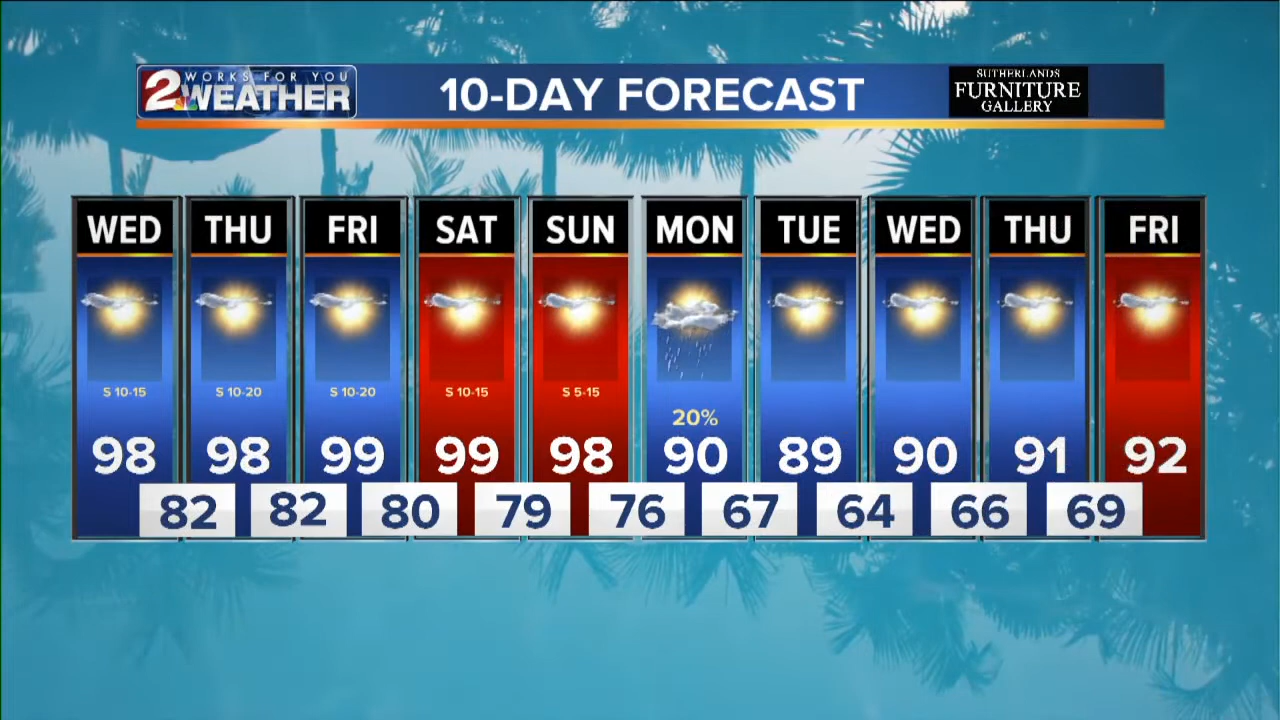 2 WORKS FOR YOU
WEATHER
10-DAY FORECAST
SUTHERLANDS
FURNITURE
GALLERY
WED THU FRI SAT SUN MON TUE WED THU FRI
S 10-15 S 10-20 S 10-20 S 10-15 S 5-15
20%
98 98 99 99 98 90 89 90 91 92
82 82 80 79 76 67 64 66 69